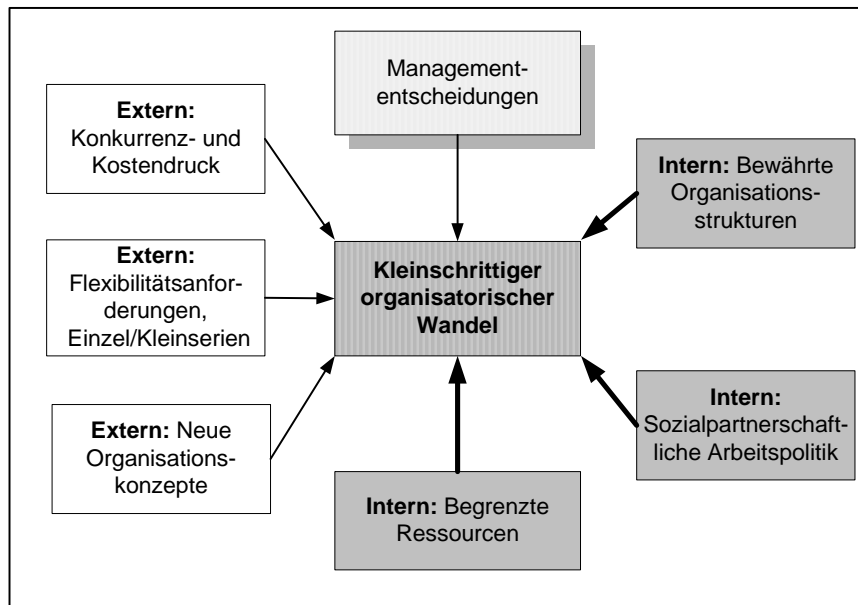 Management-
entscheidungen
Extern:
Konkurrenz- und
Kostendruck
Intern: Bewährte
Organisations-
strukturen
Extern:
Flexibilitätsanfor-
derungen,
Einzel/Kleinserien
Kleinschrittiger
organisatorischer
Wandel
Extern: Neue
Organisations-
konzepte
Intern:
Sozialpartnerschaft-
liche Arbeitspolitik
Intern: Begrenzte
Ressourcen